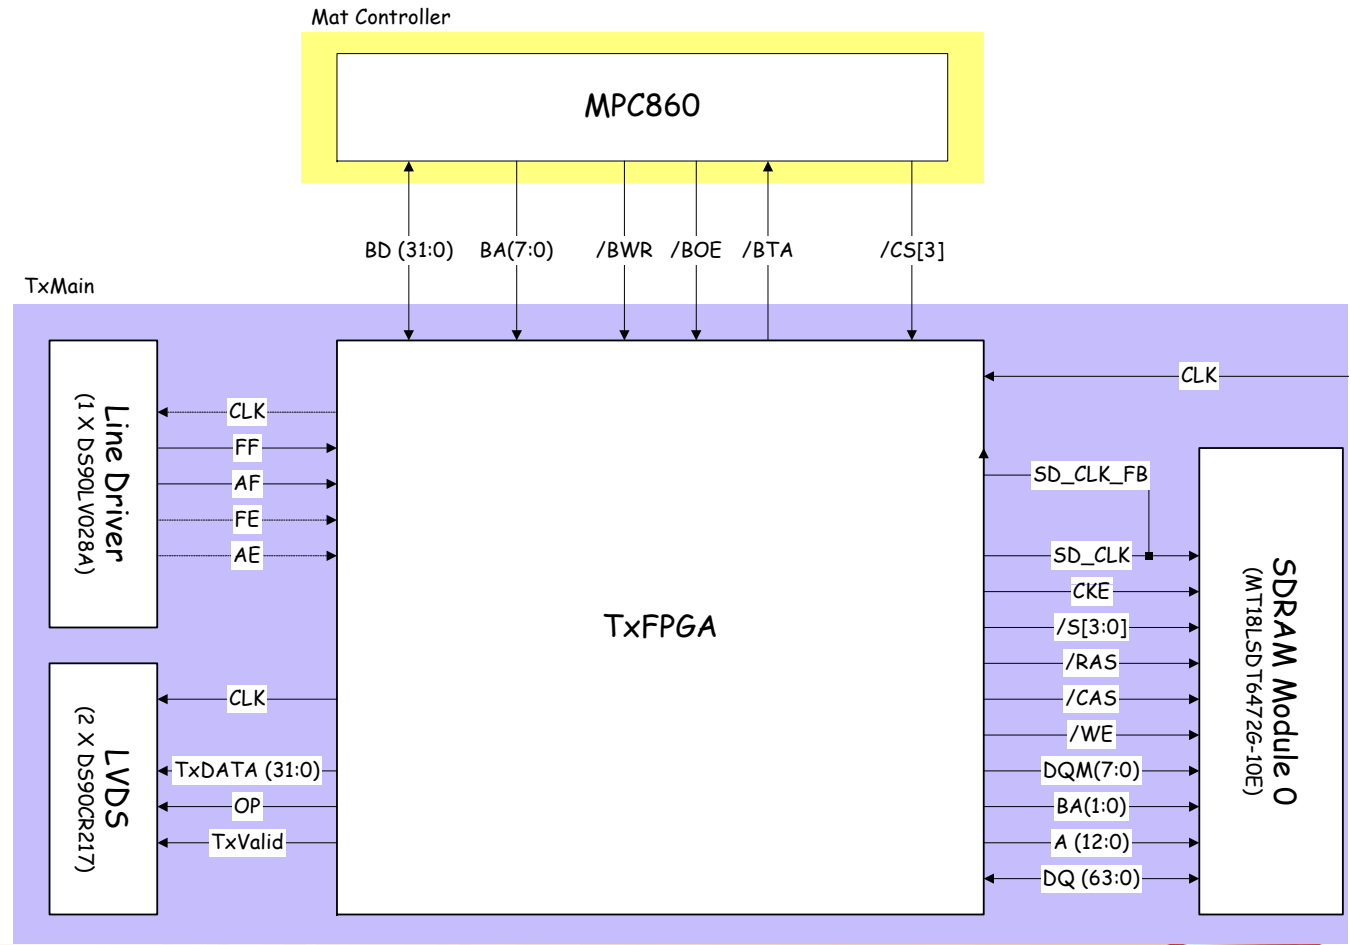 Mat Controller
MPC860
BD (31:0)
BA(7:0)
/BWR
/BOE
/BTA
/CS[3]
TxMain
Line Driver
(1 X DS90LV028A)
CLK
FF
AF
FE
AE
LVDS
(2 X DS90CR217)
CLK
TxDATA (31:0)
OP
TxValid
TxFPGA
CLK
SD_CLK_FB
SD_CLK
CKE
/S[3:0]
/RAS
/CAS
/WE
DQM(7:0)
BA(1:0)
A (12:0)
DQ (63:0)
SDRAM Module 0
(MT18LSDT6472G-10E)